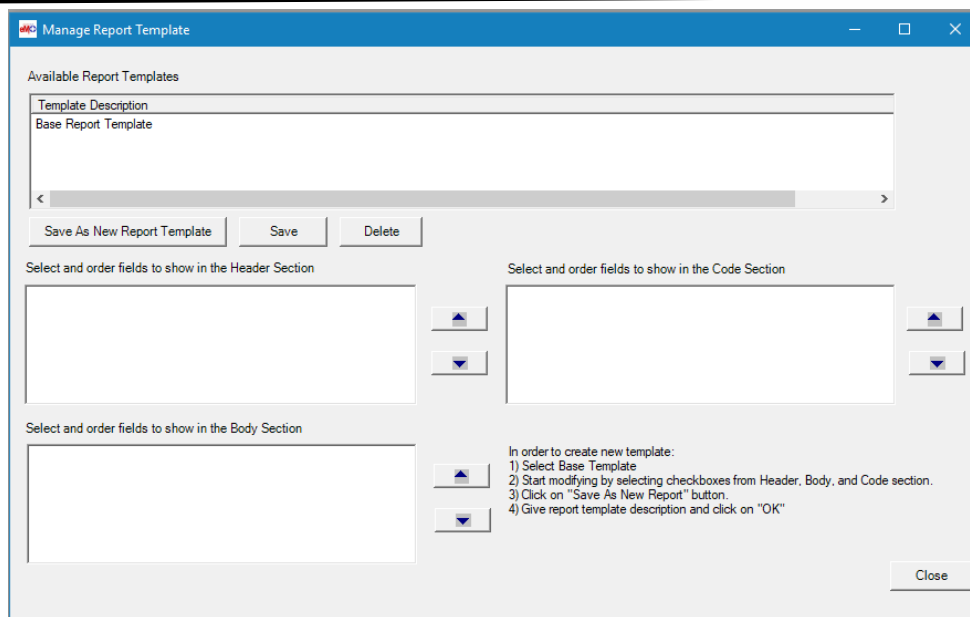 eMC Manage Report Template
Available Report Templates
Template Description
Base Report Template
Save As New Report Template Save Delete
Select and order fields to show in the Header Section
Select and order fields to show in the Code Section
Select and order fields to show in the Body Section
In order to create new template:
1) Select Base Template
2) Start modifying by selecting checkboxes from Header, Body, and Code section.
3) Click on "Save As New Report" button.
4) Give report template description and click on "OK"
Close